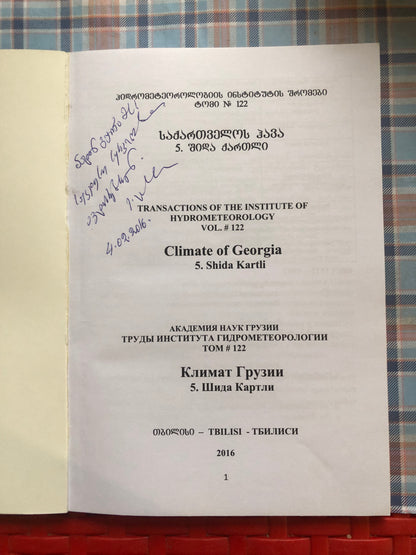 ჰიდრომეტეოროლოგიის ინსტიტუტის შრომები
ტომი № 122
საქართველოს ჰავა
5. შიდა ქართლი
4.02.2016.
TRANSACTIONS OF THE INSTITUTE OF
HYDROMETEOROLOGY
VOL. # 122
Climate of Georgia
5. Shida Kartli
АКАДЕМИЯ НАУК ГРУЗИИ
ТРУДЫ ИНСТИТУТА ГИДРОМЕТЕОРОЛОГИИ
ТОМ # 122
Климат Грузии
5. Шида Картли
თბილისი – TBILISI - ТБИЛИСИ
2016
1